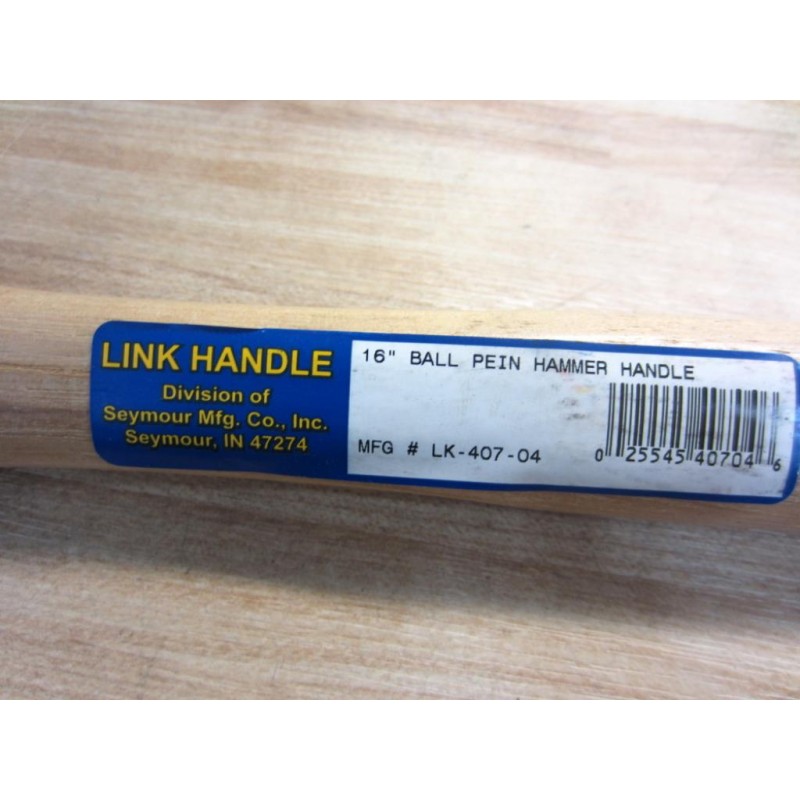 LINK HANDLE
Division of
Seymour Mfg. Co., Inc.
Seymour, IN 47274
16" BALL PEIN HAMMER HANDLE
MFG # LK-407-04
0 25545 40704 6